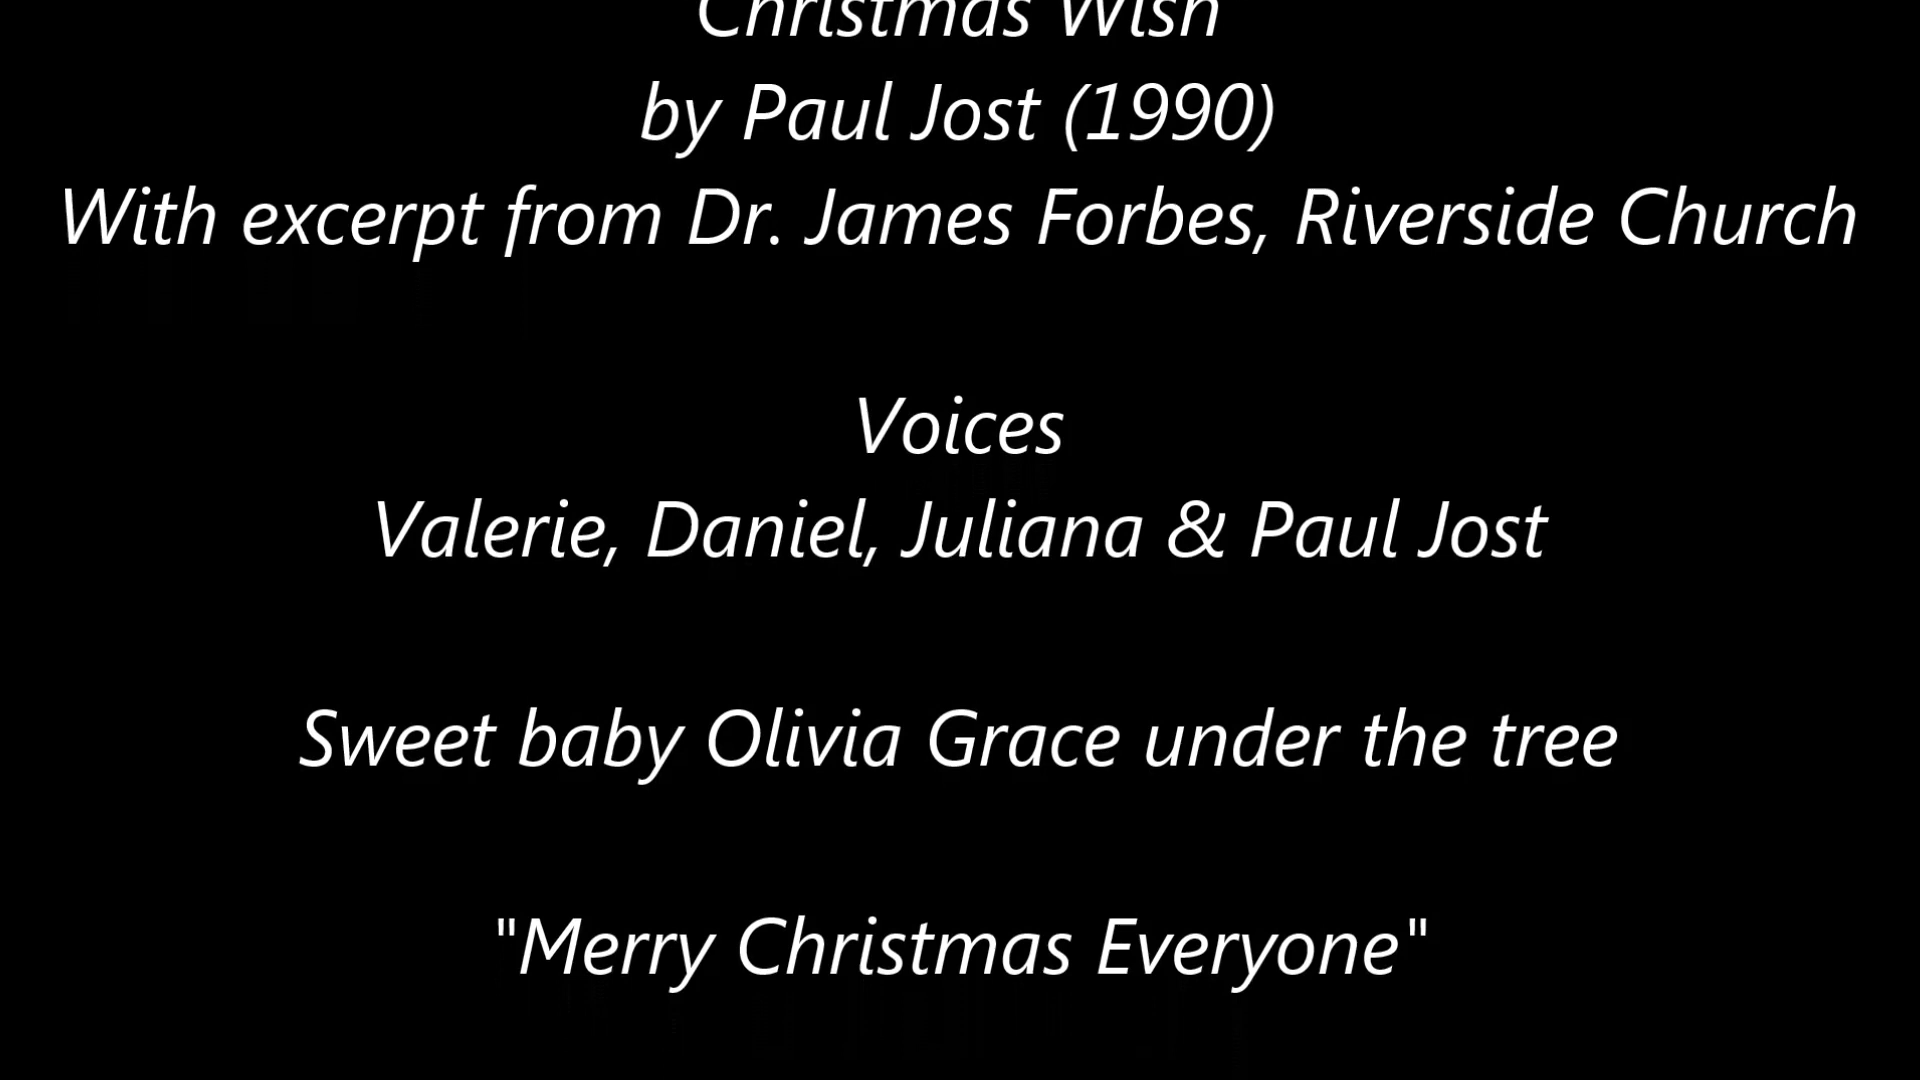 Christmas Wish
by Paul Jost (1990)
With excerpt from Dr. James Forbes, Riverside Church
Voices
Valerie, Daniel, Juliana & Paul Jost
Sweet baby Olivia Grace under the tree
"Merry Christmas Everyone"